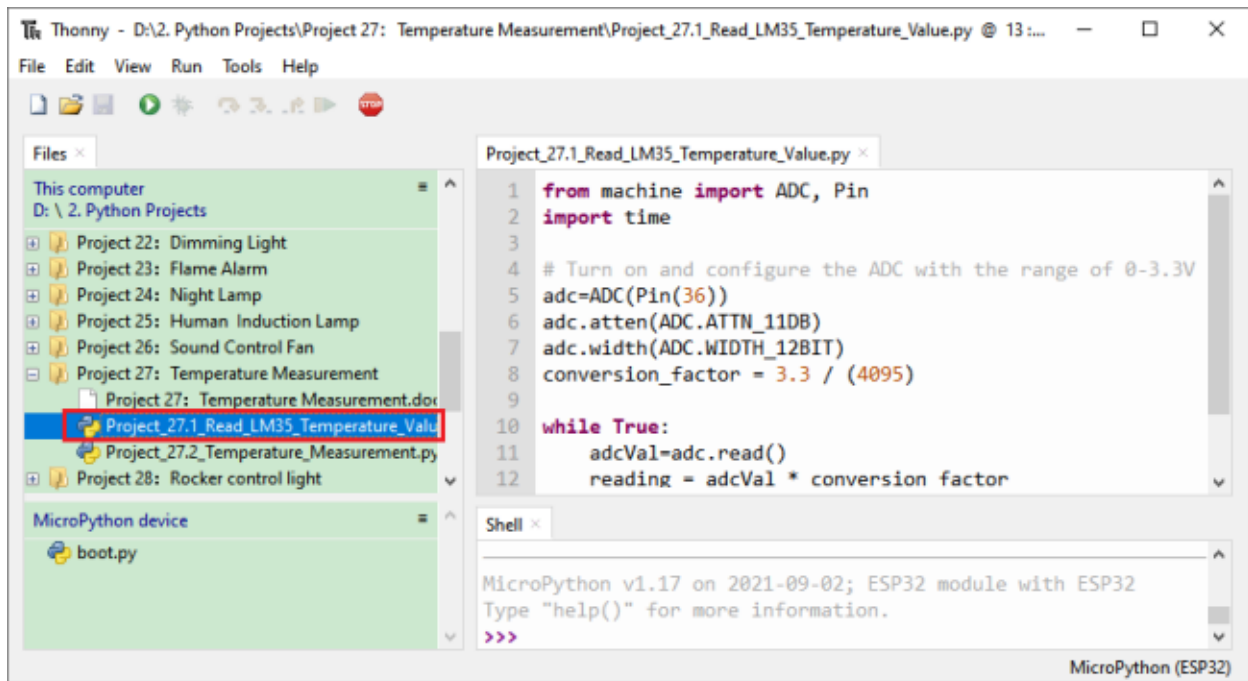 Thonny - D:\2. Python Projects\Project 27: Temperature Measurement\Project_27.1_Read_LM35_Temperature_Value.py @ 13:...
File Edit View Run Tools Help
STOP
Files
This computer
D: \ 2. Python Projects
Project 22: Dimming Light
Project 23: Flame Alarm
Project 24: Night Lamp
Project 25: Human Induction Lamp
Project 26: Sound Control Fan
Project 27: Temperature Measurement
Project 27: Temperature Measurement.doc
Project_27.1_Read_LM35_Temperature_Valu
Project_27.2_Temperature_Measurement.py
Project 28: Rocker control light
MicroPython device
boot.py
Project_27.1_Read_LM35_Temperature_Value.py
1 from machine import ADC, Pin
2 import time
3
4 # Turn on and configure the ADC with the range of 0-3.3V
5 adc=ADC(Pin(36))
6 adc.atten(ADC.ATTN_11DB)
7 adc.width(ADC.WIDTH_12BIT)
8 conversion_factor = 3.3 / (4095)
9
10 while True:
11 adcVal=adc.read()
12 reading = adcVal * conversion_factor
Shell
MicroPython v1.17 on 2021-09-02; ESP32 module with ESP32
Type "help()" for more information.
>>>
MicroPython (ESP32)